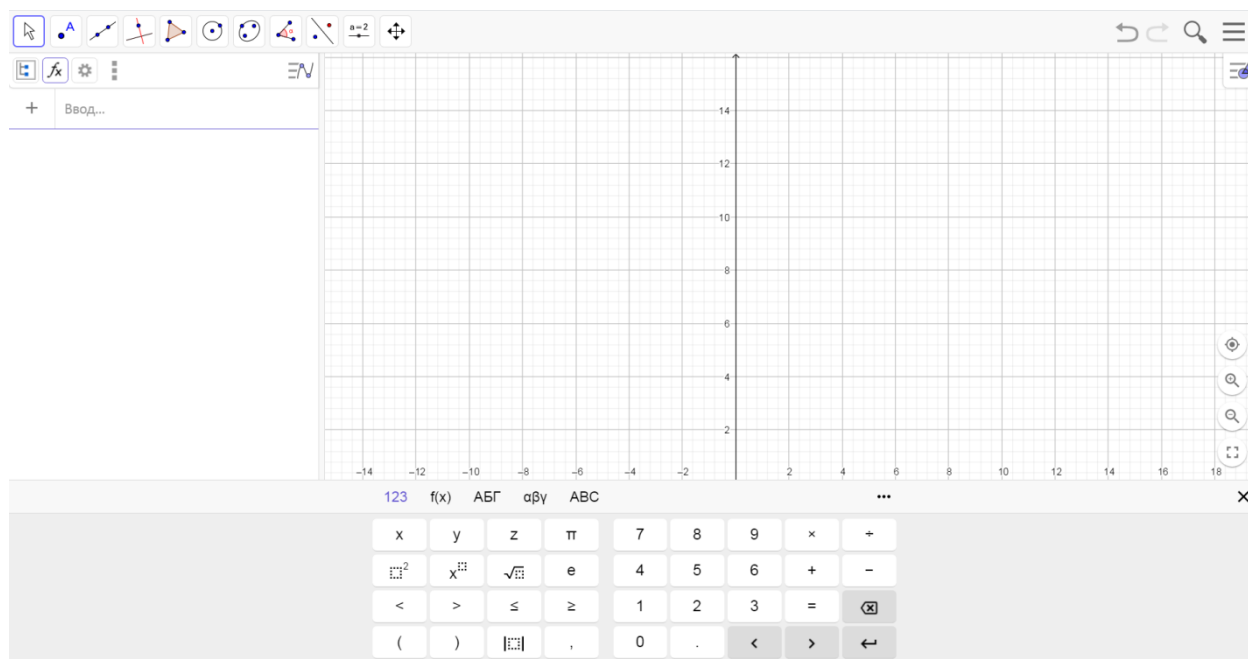 A
α
a=2
fx
+ Ввод...
14
12
10
8
6
4
2
−14 −12 −10 −8 −6 −4 −2 2 4 6 8 10 12 14 16 18
123 f(x) АБГ αβγ ABC •••
x y z π 7 8 9 × ÷
□² x□ √□ e 4 5 6 + −
< > ≤ ≥ 1 2 3 =
( ) |□| , 0 . < >